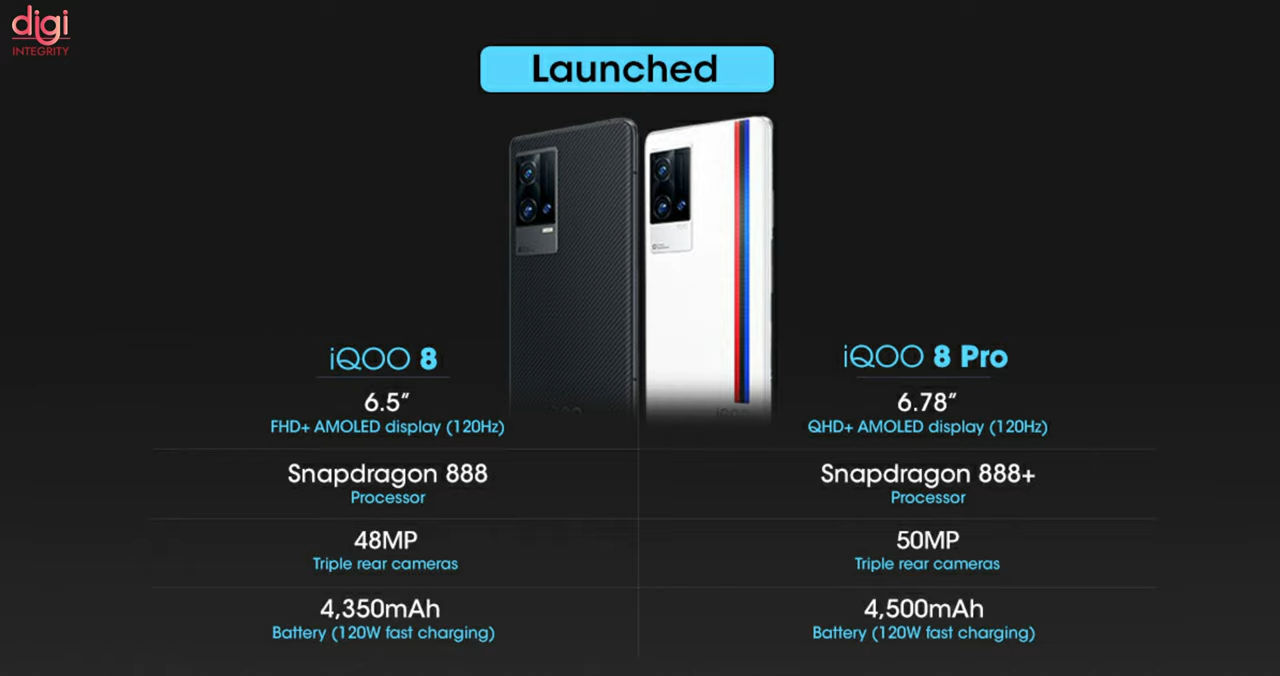 digi
INTEGRITY
Launched
iQOO 8
6.5”
FHD+ AMOLED display (120Hz)
Snapdragon 888
Processor
48MP
Triple rear cameras
4,350mAh
Battery (120W fast charging)
iQOO 8 Pro
6.78”
QHD+ AMOLED display (120Hz)
Snapdragon 888+
Processor
50MP
Triple rear cameras
4,500mAh
Battery (120W fast charging)